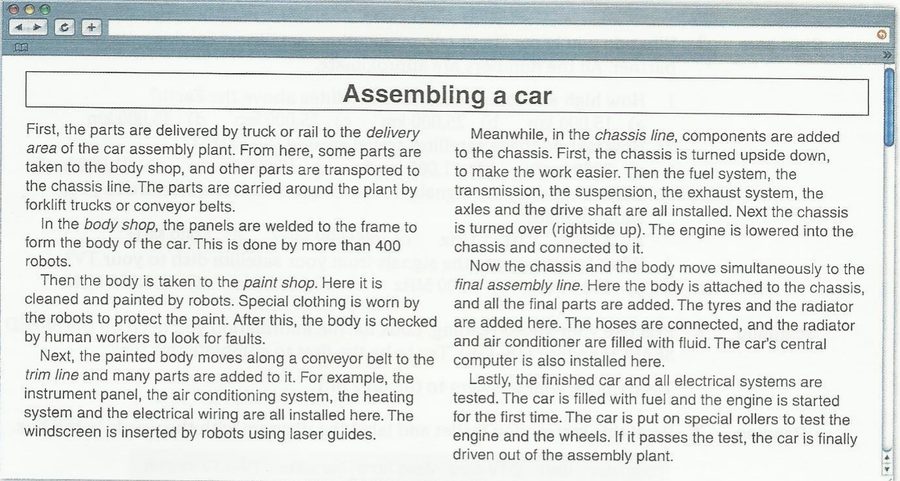 Assembling a car
First, the parts are delivered by truck or rail to the delivery
area of the car assembly plant. From here, some parts are
taken to the body shop, and other parts are transported to
the chassis line. The parts are carried around the plant by
forklift trucks or conveyor belts.
In the body shop, the panels are welded to the frame to
form the body of the car. This is done by more than 400
robots.
Then the body is taken to the paint shop. Here it is
cleaned and painted by robots. Special clothing is worn by
the robots to protect the paint. After this, the body is checked
by human workers to look for faults.
Next, the painted body moves along a conveyor belt to the
trim line and many parts are added to it. For example, the
instrument panel, the air conditioning system, the heating
system and the electrical wiring are all installed here. The
windscreen is inserted by robots using laser guides.
Meanwhile, in the chassis line, components are added
to the chassis. First, the chassis is turned upside down,
to make the work easier. Then the fuel system, the
transmission, the suspension, the exhaust system, the
axles and the drive shaft are all installed. Next the chassis
is turned over (rightside up). The engine is lowered into the
chassis and connected to it.
Now the chassis and the body move simultaneously to the
final assembly line. Here the body is attached to the chassis,
and all the final parts are added. The tyres and the radiator
are added here. The hoses are connected, and the radiator
and air conditioner are filled with fluid. The car's central
computer is also installed here.
Lastly, the finished car and all electrical systems are
tested. The car is filled with fuel and the engine is started
for the first time. The car is put on special rollers to test the
engine and the wheels. If it passes the test, the car is finally
driven out of the assembly plant.